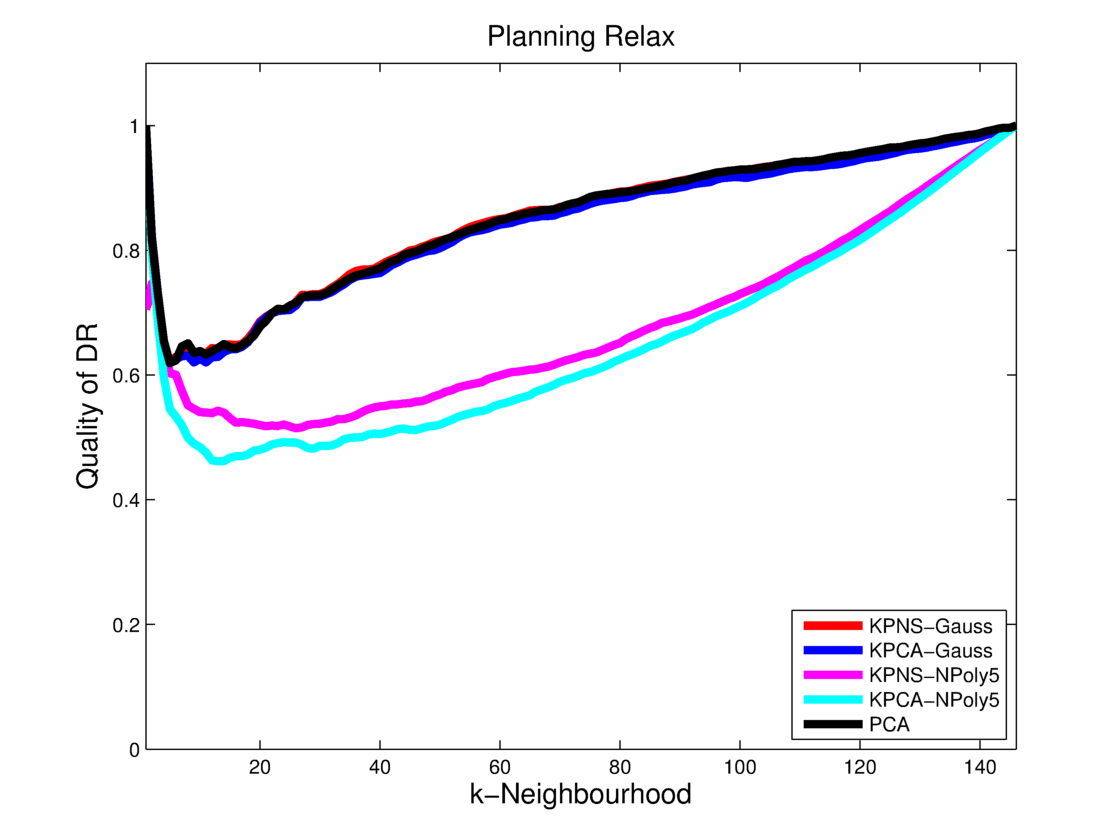 Planning Relax
1
0.8
0.6
0.4
0.2
0
Quality of DR
20 40 60 80 100 120 140
k−Neighbourhood
KPNS−Gauss
KPCA−Gauss
KPNS−NPoly5
KPCA−NPoly5
PCA